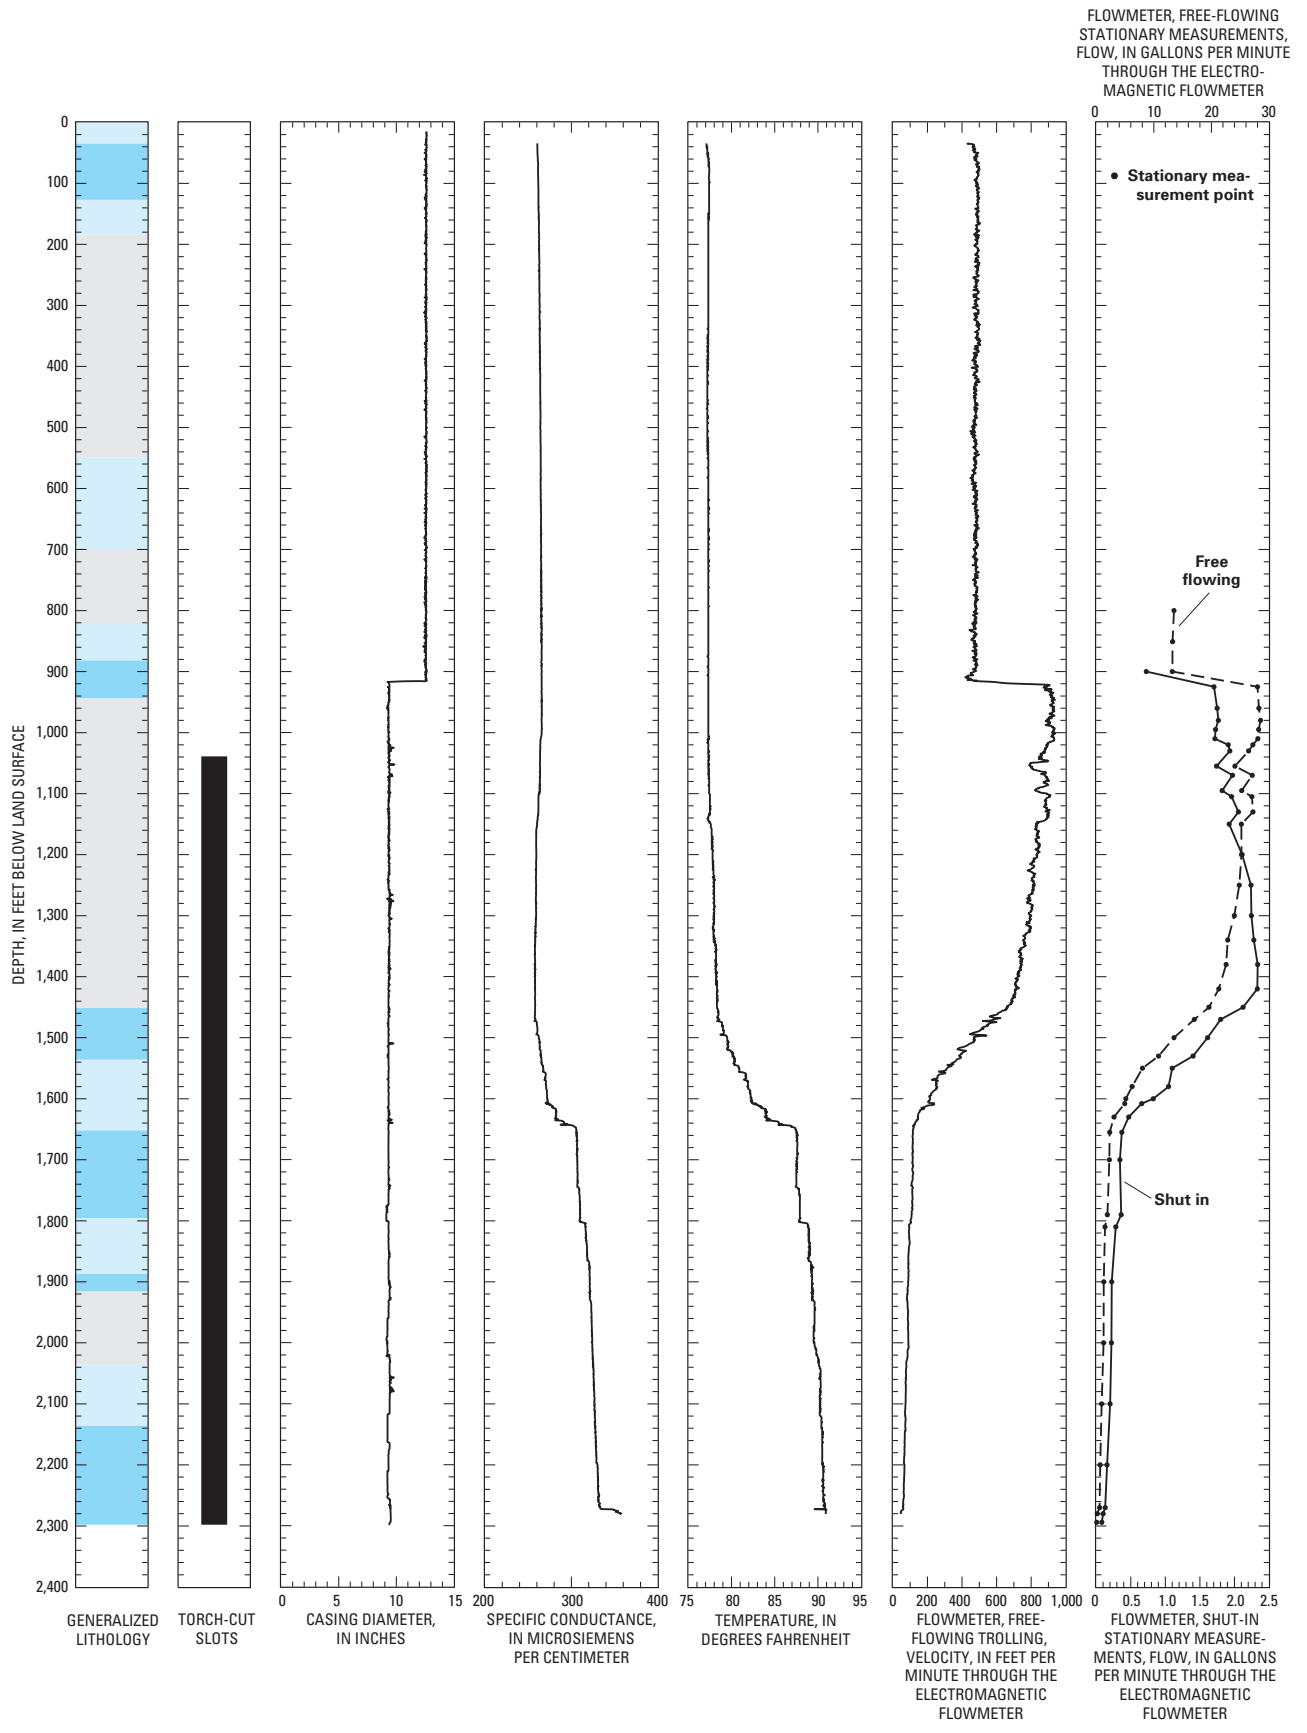 FLOWMETER, FREE-FLOWING
STATIONARY MEASUREMENTS,
FLOW, IN GALLONS PER MINUTE
THROUGH THE ELECTRO-
MAGNETIC FLOWMETER
0 10 20 30
Stationary mea-
surement point
Free
flowing
Shut in
DEPTH, IN FEET BELOW LAND SURFACE
0
100
200
300
400
500
600
700
800
900
1,000
1,100
1,200
1,300
1,400
1,500
1,600
1,700
1,800
1,900
2,000
2,100
2,200
2,300
2,400
GENERALIZED
LITHOLOGY
TORCH-CUT
SLOTS
0 5 10 15
CASING DIAMETER,
IN INCHES
200 300 400
SPECIFIC CONDUCTANCE,
IN MICROSIEMENS
PER CENTIMETER
75 80 85 90 95
TEMPERATURE, IN
DEGREES FAHRENHEIT
0 200 400 600 800 1,000
FLOWMETER, FREE-
FLOWING TROLLING,
VELOCITY, IN FEET PER
MINUTE THROUGH THE
ELECTROMAGNETIC
FLOWMETER
0 0.5 1.0 1.5 2.0 2.5
FLOWMETER, SHUT-IN
STATIONARY MEASURE-
MENTS, FLOW, IN GALLONS
PER MINUTE THROUGH THE
ELECTROMAGNETIC
FLOWMETER